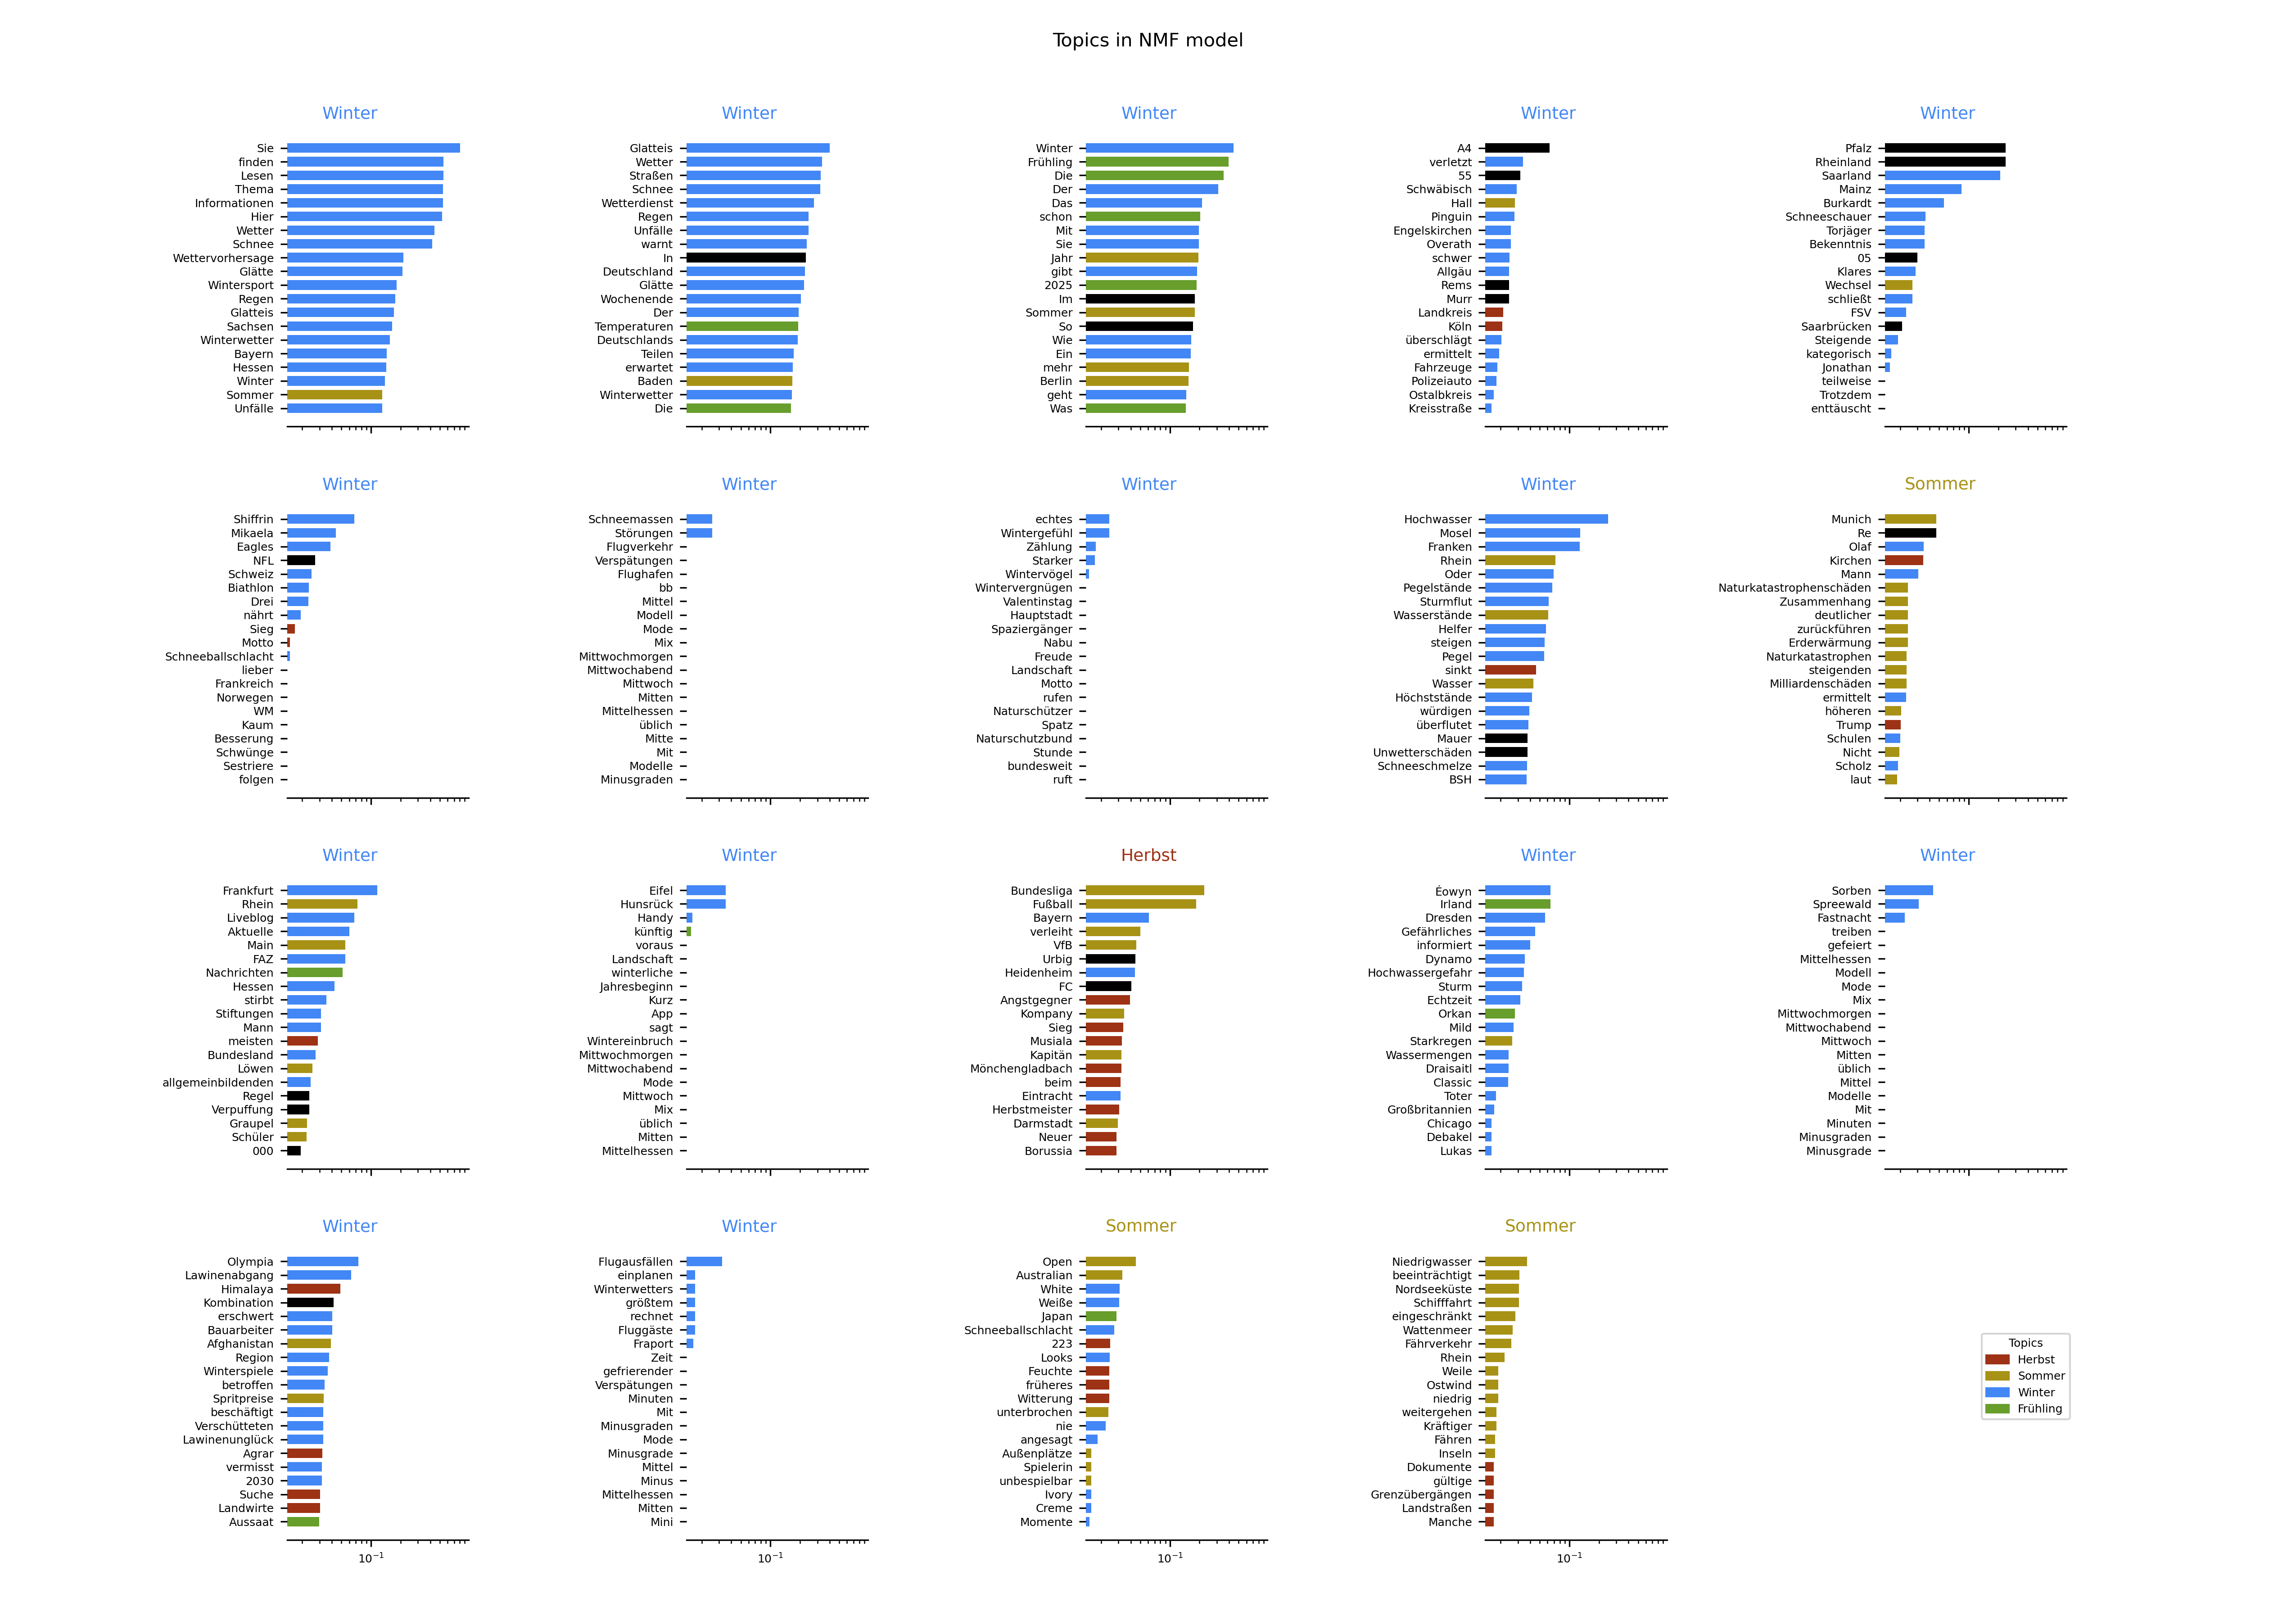 Topics in NMF model
Winter
Sie
finden
Lesen
Thema
Informationen
Hier
Wetter
Schnee
Wettervorhersage
Glätte
Wintersport
Regen
Glatteis
Sachsen
Winterwetter
Bayern
Hessen
Winter
Sommer
Unfälle
Winter
Glatteis
Wetter
Straßen
Schnee
Wetterdienst
Regen
Unfälle
warnt
In
Deutschland
Glätte
Wochenende
Der
Temperaturen
Deutschlands
Teilen
erwartet
Baden
Winterwetter
Die
Winter
Winter
Frühling
Die
Der
Das
schon
Mit
Sie
Jahr
gibt
2025
Im
Sommer
So
Wie
Ein
mehr
Berlin
geht
Was
Winter
A4
verletzt
55
Schwäbisch
Hall
Pinguin
Engelskirchen
Overath
schwer
Allgäu
Rems
Murr
Landkreis
Köln
überschlägt
ermittelt
Fahrzeuge
Polizeiauto
Ostalbkreis
Kreisstraße
Winter
Pfalz
Rheinland
Saarland
Mainz
Burkardt
Schneeschauer
Torjäger
Bekenntnis
05
Klares
Wechsel
schließt
FSV
Saarbrücken
Steigende
kategorisch
Jonathan
teilweise
Trotzdem
enttäuscht
Winter
Shiffrin
Mikaela
Eagles
NFL
Schweiz
Biathlon
Drei
nährt
Sieg
Motto
Schneeballschlacht
lieber
Frankreich
Norwegen
WM
Kaum
Besserung
Schwünge
Sestriere
folgen
Winter
Schneemassen
Störungen
Flugverkehr
Verspätungen
Flughafen
bb
Mittel
Modell
Mode
Mix
Mittwochmorgen
Mittwochabend
Mittwoch
Mitten
Mittelhessen
üblich
Mitte
Mit
Modelle
Minusgraden
Winter
echtes
Wintergefühl
Zählung
Starker
Wintervögel
Wintervergnügen
Valentinstag
Hauptstadt
Spaziergänger
Nabu
Freude
Landschaft
Motto
rufen
Naturschützer
Spatz
Naturschutzbund
Stunde
bundesweit
ruft
Winter
Hochwasser
Mosel
Franken
Rhein
Oder
Pegelstände
Sturmflut
Wasserstände
Helfer
steigen
Pegel
sinkt
Wasser
Höchststände
würdigen
überflutet
Mauer
Unwetterschäden
Schneeschmelze
BSH
Sommer
Munich
Re
Olaf
Kirchen
Mann
Naturkatastrophenschäden
Zusammenhang
deutlicher
zurückführen
Erderwärmung
Naturkatastrophen
steigenden
Milliardenschäden
ermittelt
höheren
Trump
Schulen
Nicht
Scholz
laut
Winter
Frankfurt
Rhein
Liveblog
Aktuelle
Main
FAZ
Nachrichten
Hessen
stirbt
Stiftungen
Mann
meisten
Bundesland
Löwen
allgemeinbildenden
Regel
Verpuffung
Graupel
Schüler
000
Winter
Eifel
Hunsrück
Handy
künftig
voraus
Landschaft
winterliche
Jahresbeginn
Kurz
App
sagt
Wintereinbruch
Mittwochmorgen
Mittwochabend
Mode
Mittwoch
Mix
üblich
Mitten
Mittelhessen
Herbst
Bundesliga
Fußball
Bayern
verleiht
VfB
Urbig
Heidenheim
FC
Angstgegner
Kompany
Sieg
Musiala
Kapitän
Mönchengladbach
beim
Eintracht
Herbstmeister
Darmstadt
Neuer
Borussia
Winter
Éowyn
Irland
Dresden
Gefährliches
informiert
Dynamo
Hochwassergefahr
Sturm
Echtzeit
Orkan
Mild
Starkregen
Wassermengen
Draisaitl
Classic
Toter
Großbritannien
Chicago
Debakel
Lukas
Winter
Sorben
Spreewald
Fastnacht
treiben
gefeiert
Mittelhessen
Modell
Mode
Mix
Mittwochmorgen
Mittwochabend
Mittwoch
Mitten
üblich
Mittel
Modelle
Mit
Minuten
Minusgraden
Minusgrade
Winter
Olympia
Lawinenabgang
Himalaya
Kombination
erschwert
Bauarbeiter
Afghanistan
Region
Winterspiele
betroffen
Spritpreise
beschäftigt
Verschütteten
Lawinenunglück
Agrar
vermisst
2030
Suche
Landwirte
Aussaat
10⁻¹
Winter
Flugausfällen
einplanen
Winterwetters
größtem
rechnet
Fluggäste
Fraport
Zeit
gefrierender
Verspätungen
Minuten
Mit
Minusgraden
Mode
Minusgrade
Mittel
Minus
Mittelhessen
Mitten
Mini
10⁻¹
Sommer
Open
Australian
White
Weiße
Japan
Schneeballschlacht
223
Looks
Feuchte
früheres
Witterung
unterbrochen
nie
angesagt
Außenplätze
Spielerin
unbespielbar
Ivory
Creme
Momente
10⁻¹
Sommer
Niedrigwasser
beeinträchtigt
Nordseeküste
Schifffahrt
eingeschränkt
Wattenmeer
Fährverkehr
Rhein
Weile
Ostwind
niedrig
weitergehen
Kräftiger
Fähren
Inseln
Dokumente
gültige
Grenzübergängen
Landstraßen
Manche
10⁻¹
Topics
Herbst
Sommer
Winter
Frühling